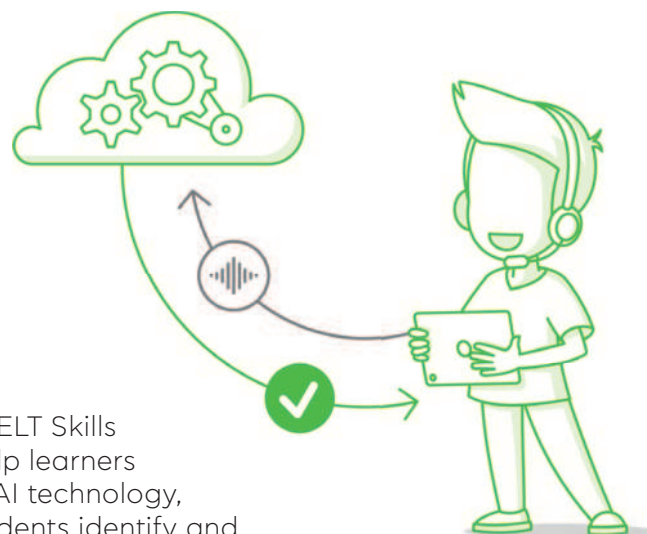 ELT Skills
lp learners
AI technology,
dents identify and